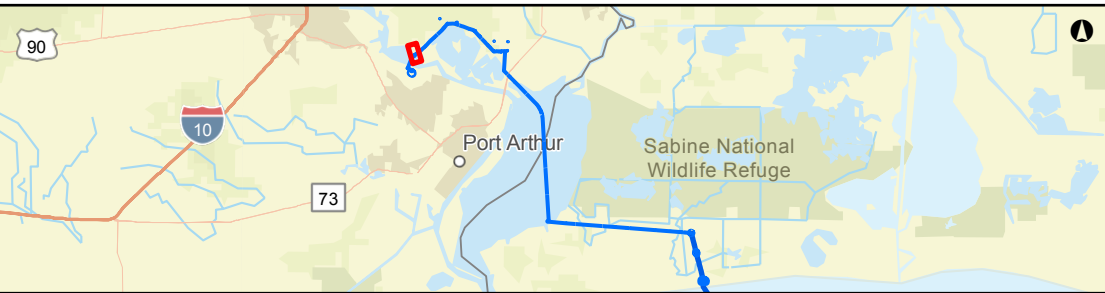 90
10
Port Arthur
Sabine National
Wildlife Refuge
73